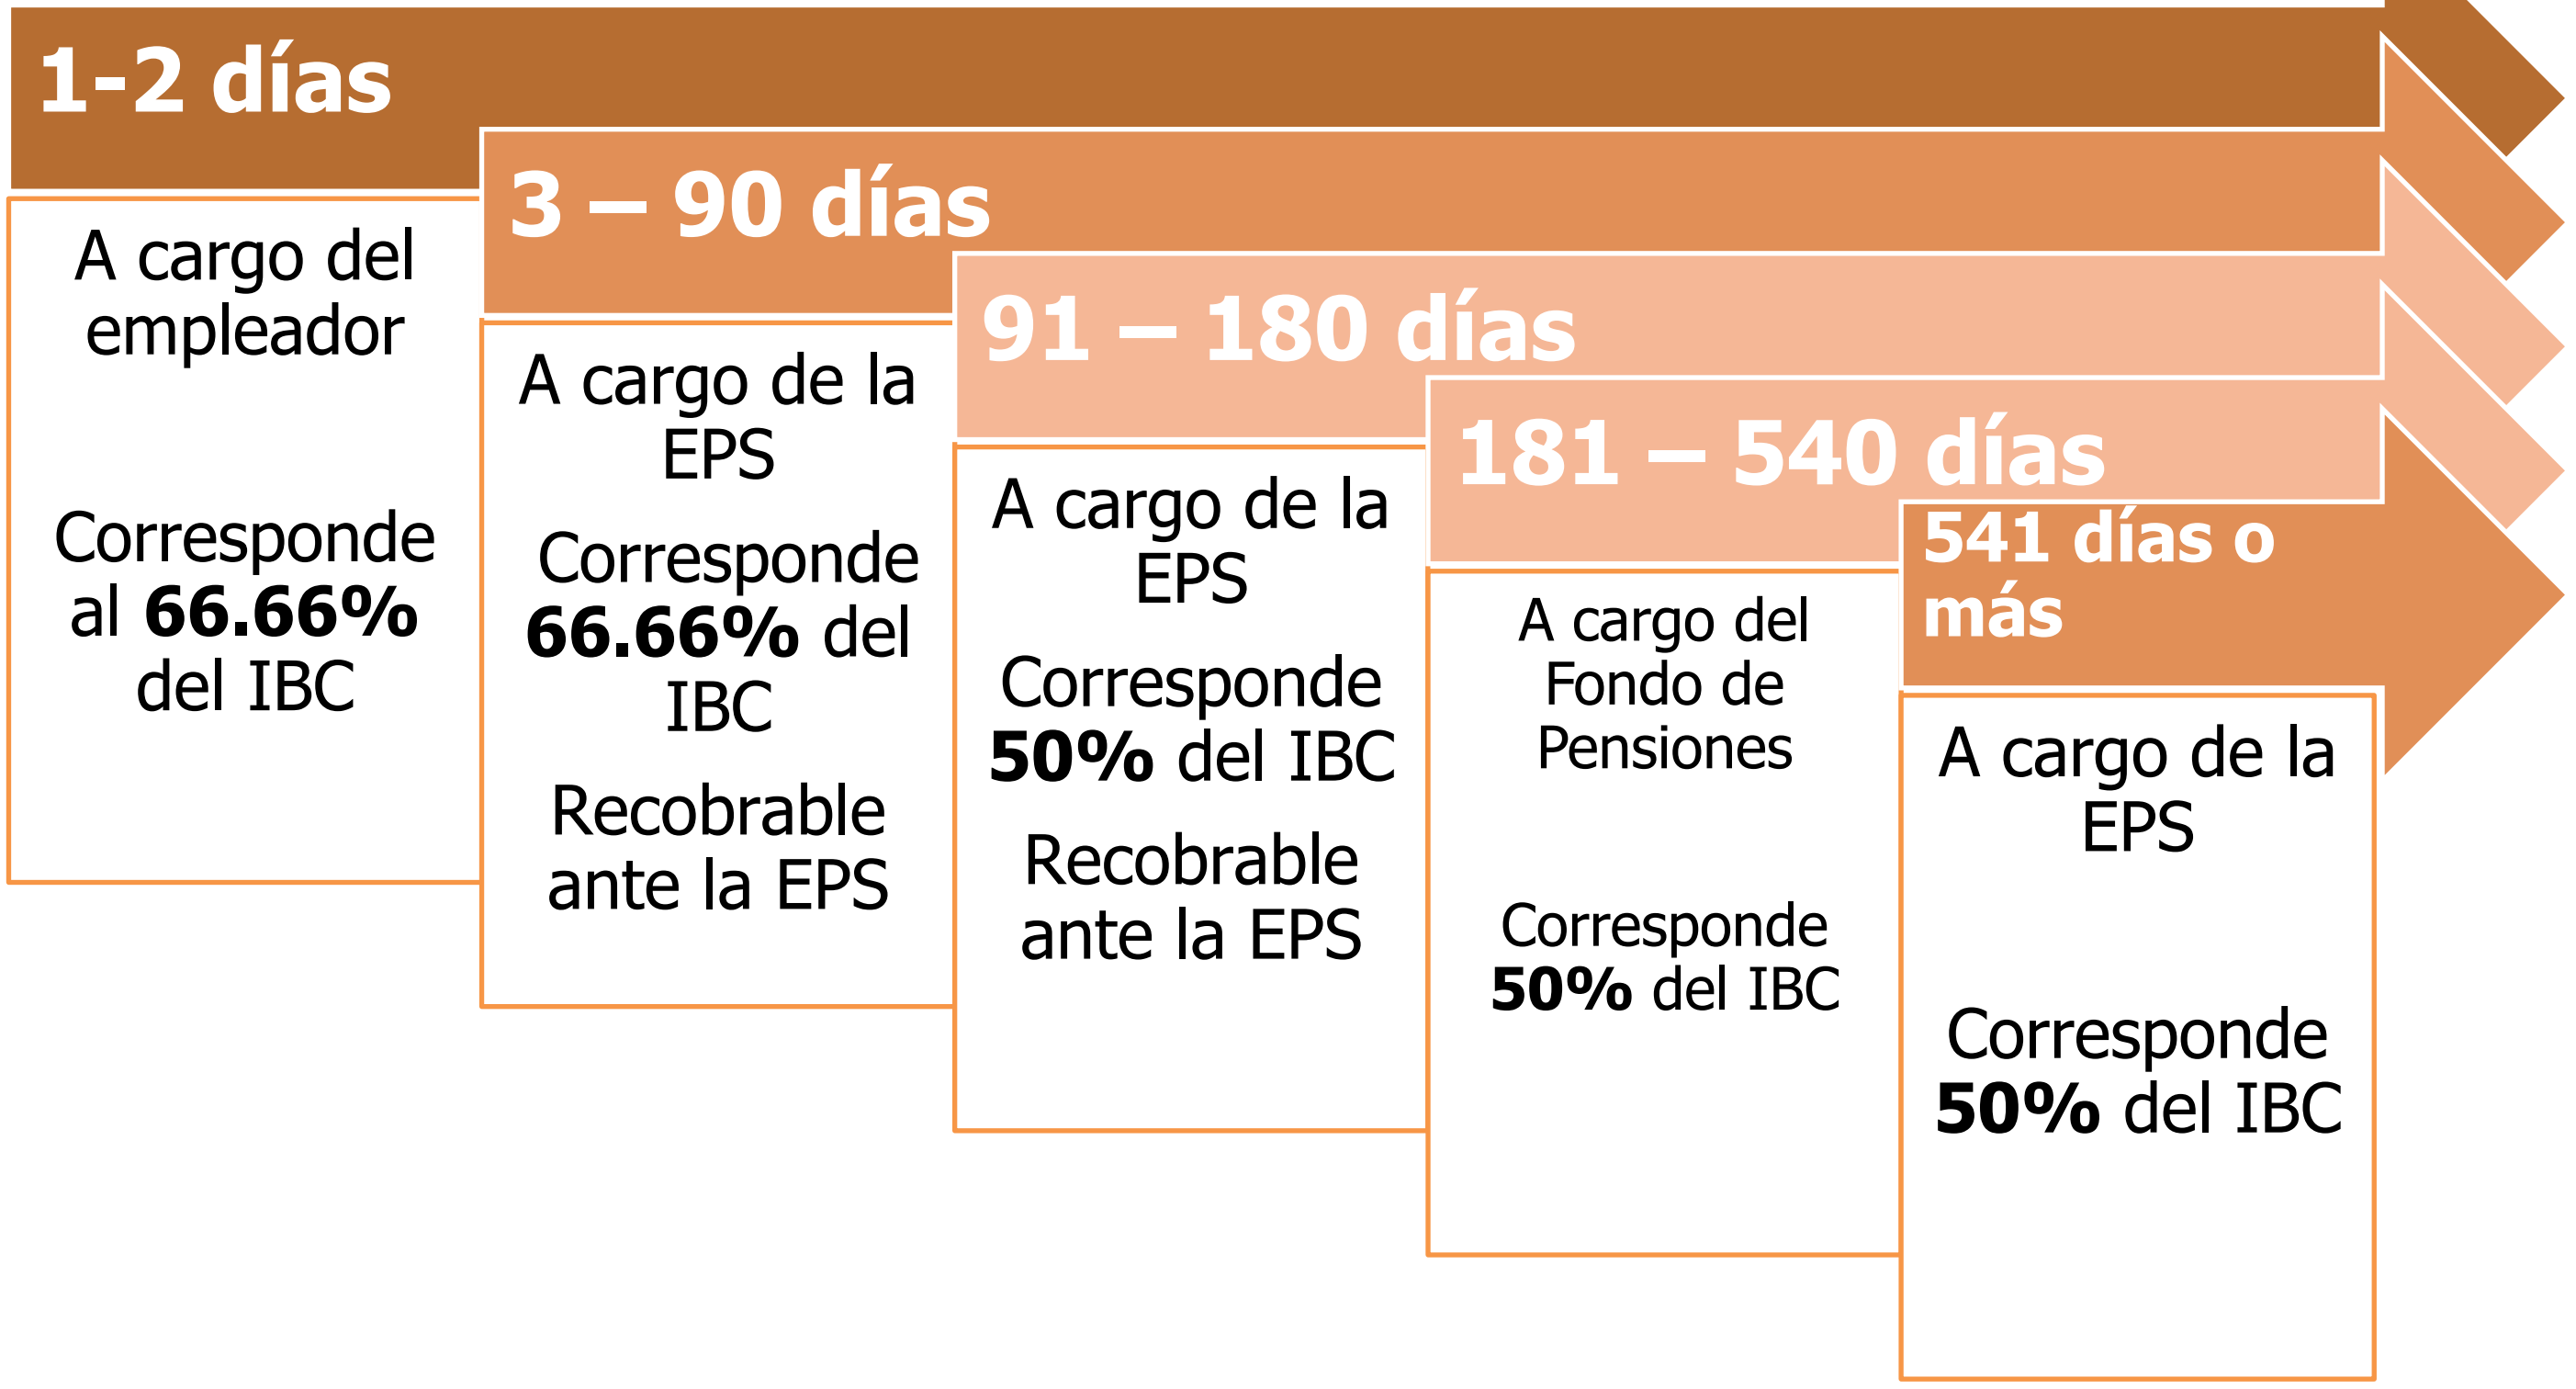 1-2 días
A cargo del
empleador
Corresponde
al 66.66%
del IBC
3 – 90 días
A cargo de la
EPS
Corresponde
66.66% del
IBC
Recobrable
ante la EPS
91 – 180 días
A cargo de la
EPS
Corresponde
50% del IBC
Recobrable
ante la EPS
181 – 540 días
A cargo del
Fondo de
Pensiones
Corresponde
50% del IBC
541 días o
más
A cargo de la
EPS
Corresponde
50% del IBC